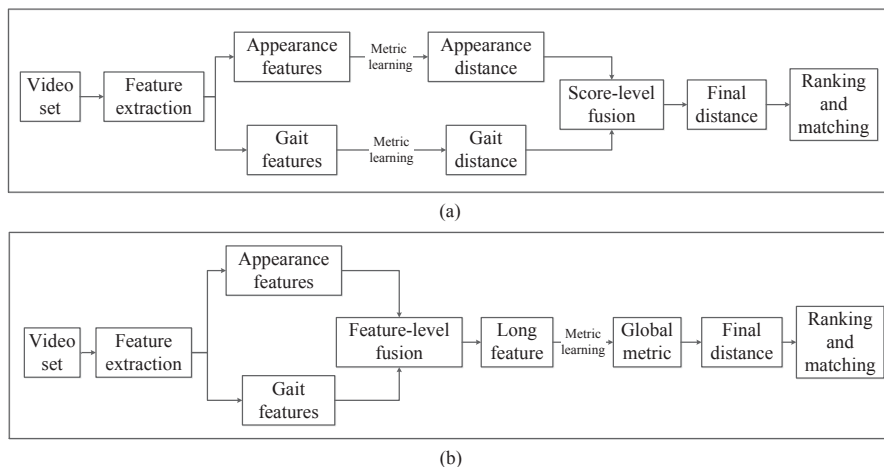 Video
set
Feature
extraction
Appearance
features
Metric
learning
Appearance
distance
Gait
features
Metric
learning
Gait
distance
Score-level
fusion
Final
distance
Ranking
and
matching
(a)
Video
set
Feature
extraction
Appearance
features
Gait
features
Feature-level
fusion
Long
feature
Metric
learning
Global
metric
Final
distance
Ranking
and
matching
(b)